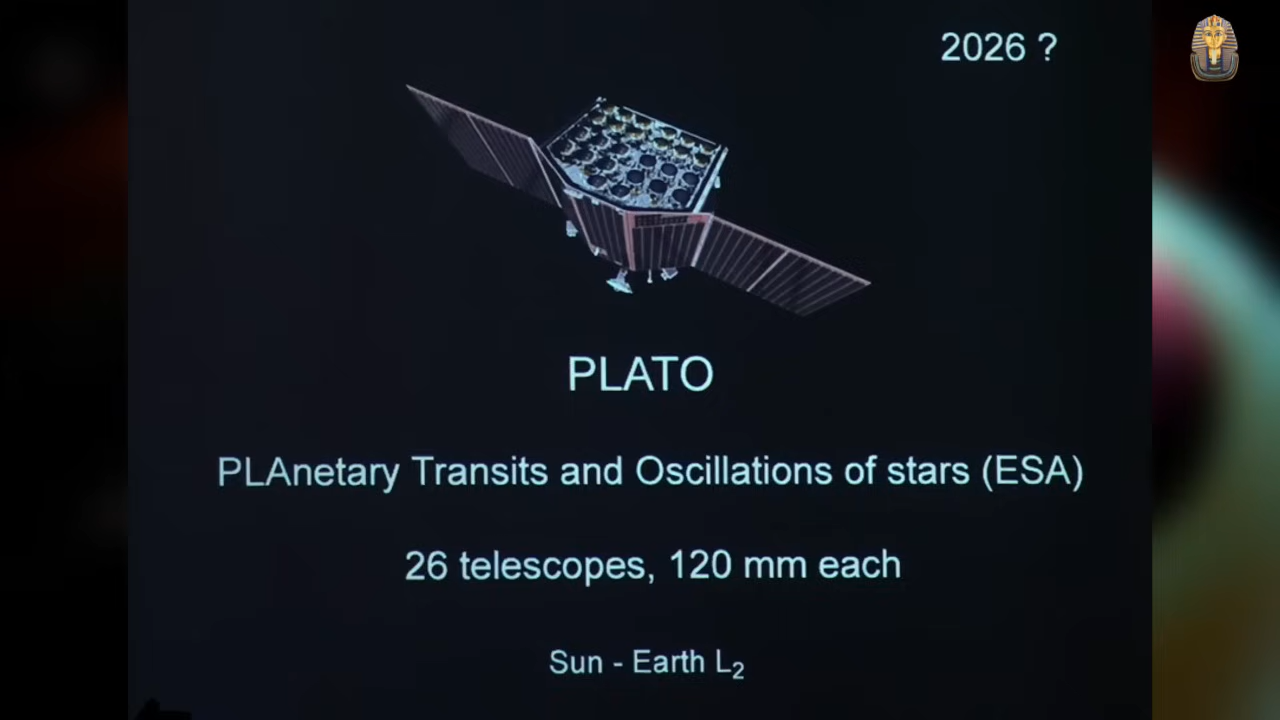 2026 ?
PLATO
PLAnetary Transits and Oscillations of stars (ESA)
26 telescopes, 120 mm each
Sun - Earth L₂